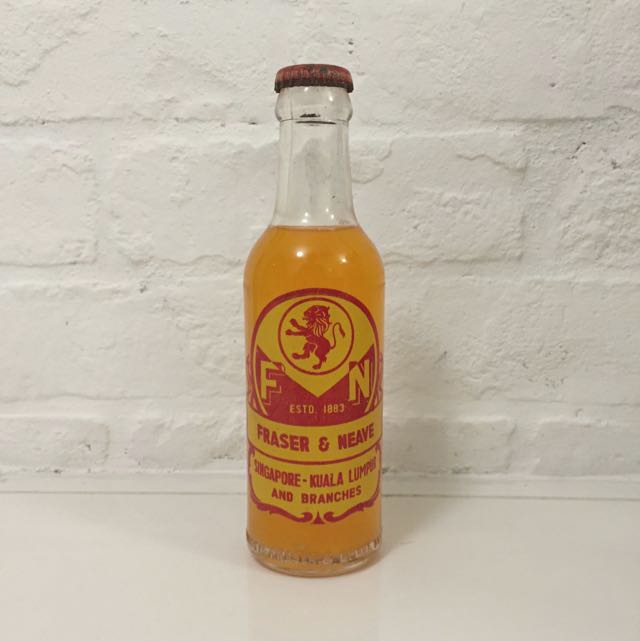 F N
ESTD. 1883
FRASER & NEAVE
SINGAPORE - KUALA LUMPUR
AND BRANCHES